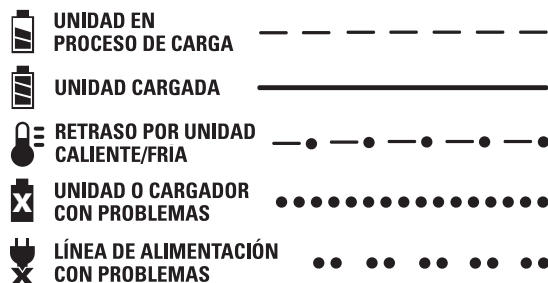 UNIDAD EN
PROCESO DE CARGA
UNIDAD CARGADA
RETRASO POR UNIDAD
CALIENTE/FRÍA
UNIDAD O CARGADOR
CON PROBLEMAS
LÍNEA DE ALIMENTACIÓN
CON PROBLEMAS